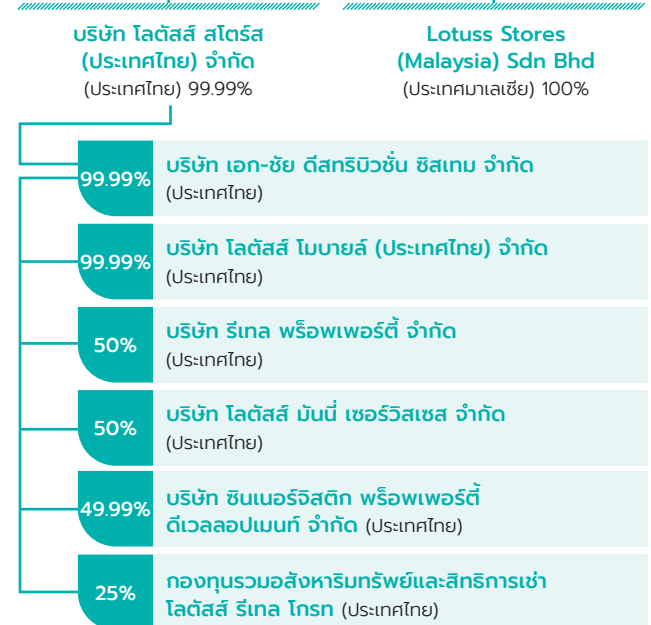 บริษัท โลตัสส์ สโตร์ส
(ประเทศไทย) จำกัด
(ประเทศไทย) 99.99%
Lotuss Stores
(Malaysia) Sdn Bhd
(ประเทศมาเลเซีย) 100%
99.99%
บริษัท เอก-ชัย ดีสทริบิวชั่น ซิสเทม จำกัด
(ประเทศไทย)
99.99%
บริษัท โลตัสส์ โมบายล์ (ประเทศไทย) จำกัด
(ประเทศไทย)
50%
บริษัท รีเทล พร็อพเพอร์ตี้ จำกัด
(ประเทศไทย)
50%
บริษัท โลตัสส์ มันนี่ เซอร์วิสเซส จำกัด
(ประเทศไทย)
49.99%
บริษัท ซินเนอร์จิสติก พร็อพเพอร์ตี้
ดีเวลลอปเมนท์ จำกัด (ประเทศไทย)
25%
กองทุนรวมอสังหาริมทรัพย์และสิทธิการเช่า
โลตัสส์ รีเทล โกรท (ประเทศไทย)